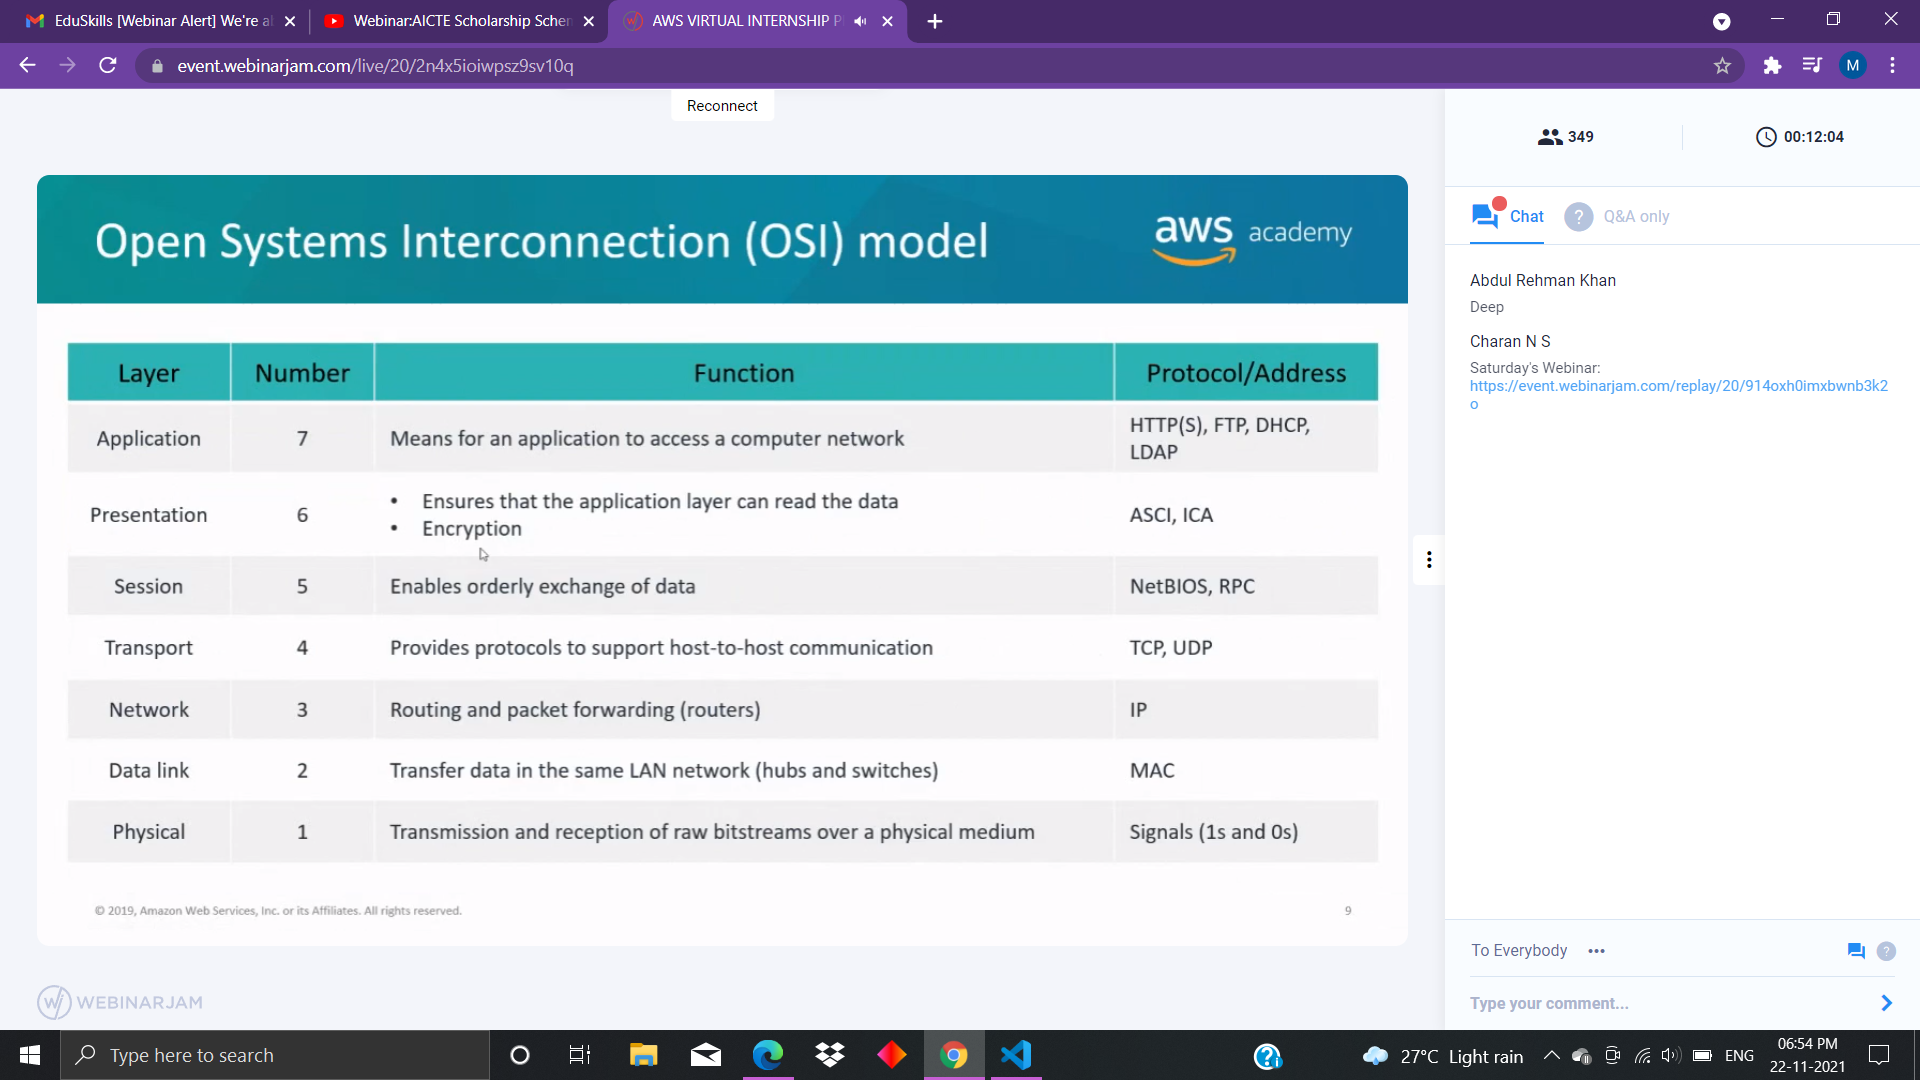 EduSkills [Webinar Alert] We're a
Webinar:AICTE Scholarship Schem
AWS VIRTUAL INTERNSHIP P
event.webinarjam.com/live/20/2n4x5ioiwpsz9sv10q
M
Reconnect
349
00:12:04
Chat
? Q&A only
Abdul Rehman Khan
Deep
Charan N S
Saturday's Webinar:
https://event.webinarjam.com/replay/20/914oxh0imxbwnb3k2
o
Open Systems Interconnection (OSI) model
aws academy
Layer Number Function Protocol/Address
Application 7 Means for an application to access a computer network HTTP(S), FTP, DHCP,
LDAP
Presentation 6 • Ensures that the application layer can read the data ASCI, ICA
• Encryption
Session 5 Enables orderly exchange of data NetBIOS, RPC
Transport 4 Provides protocols to support host-to-host communication TCP, UDP
Network 3 Routing and packet forwarding (routers) IP
Data link 2 Transfer data in the same LAN network (hubs and switches) MAC
Physical 1 Transmission and reception of raw bitstreams over a physical medium Signals (1s and 0s)
© 2019, Amazon Web Services, Inc. or its Affiliates. All rights reserved. 9
WEBINARJAM
To Everybody ••• ?
Type your comment...
Type here to search
27°C Light rain
ENG
06:54 PM
22-11-2021